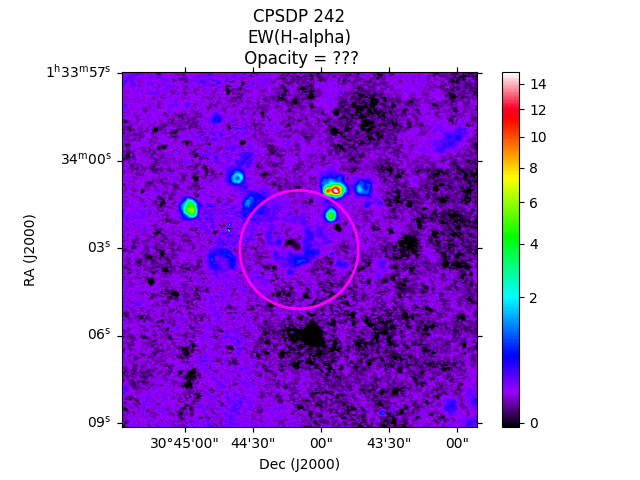 CPSDP 242
EW(H-alpha)
Opacity = ???
1ʰ33ᵐ57ˢ
34ᵐ00ˢ
03ˢ
06ˢ
09ˢ
RA (J2000)
30°45'00" 44'30" 00" 43'30" 00"
Dec (J2000)
14
12
10
8
6
4
2
0